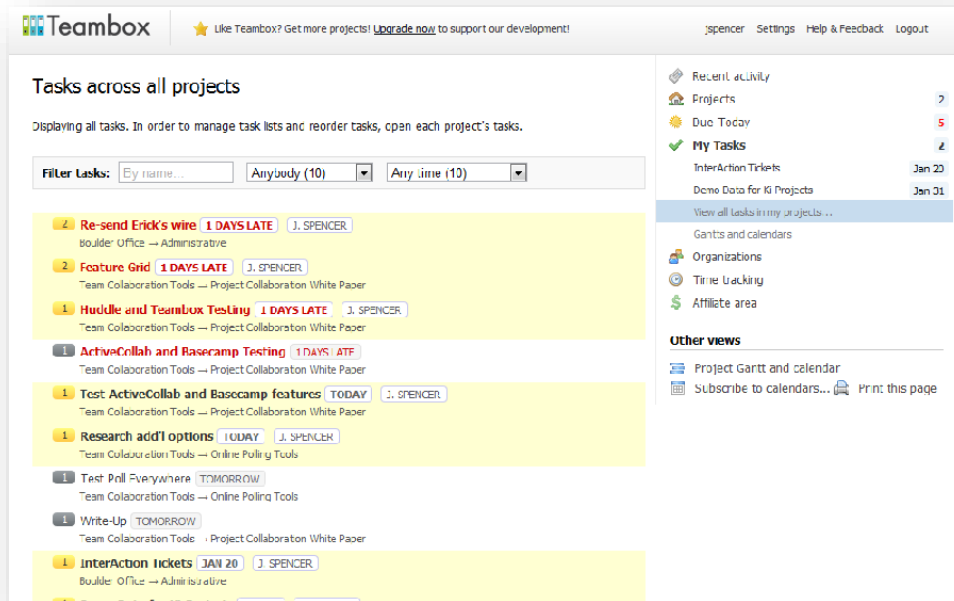 Teambox
Like Teambox? Get more projects! Upgrade now to support our development!
jspencer Settings Help & Feedback Logout
Tasks across all projects
Displaying all tasks. In order to manage task lists and reorder tasks, open each project's tasks.
Filter tasks: By name... Anybody (10) Any time (10)
2 Re-send Erick's wire 1 DAYS LATE J. SPENCER
Boulder Office → Administrative
2 Feature Grid 1 DAYS LATE J. SPENCER
Team Collaboration Tools → Project Collaboration White Paper
1 Huddle and Teambox Testing 1 DAYS LATE J. SPENCER
Team Collaboration Tools → Project Collaboration White Paper
1 ActiveCollab and Basecamp Testing 1 DAYS LATE
Team Collaboration Tools → Project Collaboration White Paper
1 Test ActiveCollab and Basecamp features TODAY J. SPENCER
Team Collaboration Tools → Project Collaboration White Paper
1 Research add'l options TODAY J. SPENCER
Team Collaboration Tools → Online Polling Tools
1 Test Poll Everywhere TOMORROW
Team Collaboration Tools → Online Polling Tools
1 Write-Up TOMORROW
Team Collaboration Tools → Project Collaboration White Paper
1 InterAction Tickets JAN 20 J. SPENCER
Boulder Office → Administrative
Recent activity
Projects 2
Due Today 5
My Tasks 2
InterAction Tickets Jan 20
Demo Data for Ki Projects Jan 31
View all tasks in my projects...
Gantts and calendars
Organizations
Time tracking
Affiliate area
Other views
Project Gantt and calendar
Subscribe to calendars... Print this page